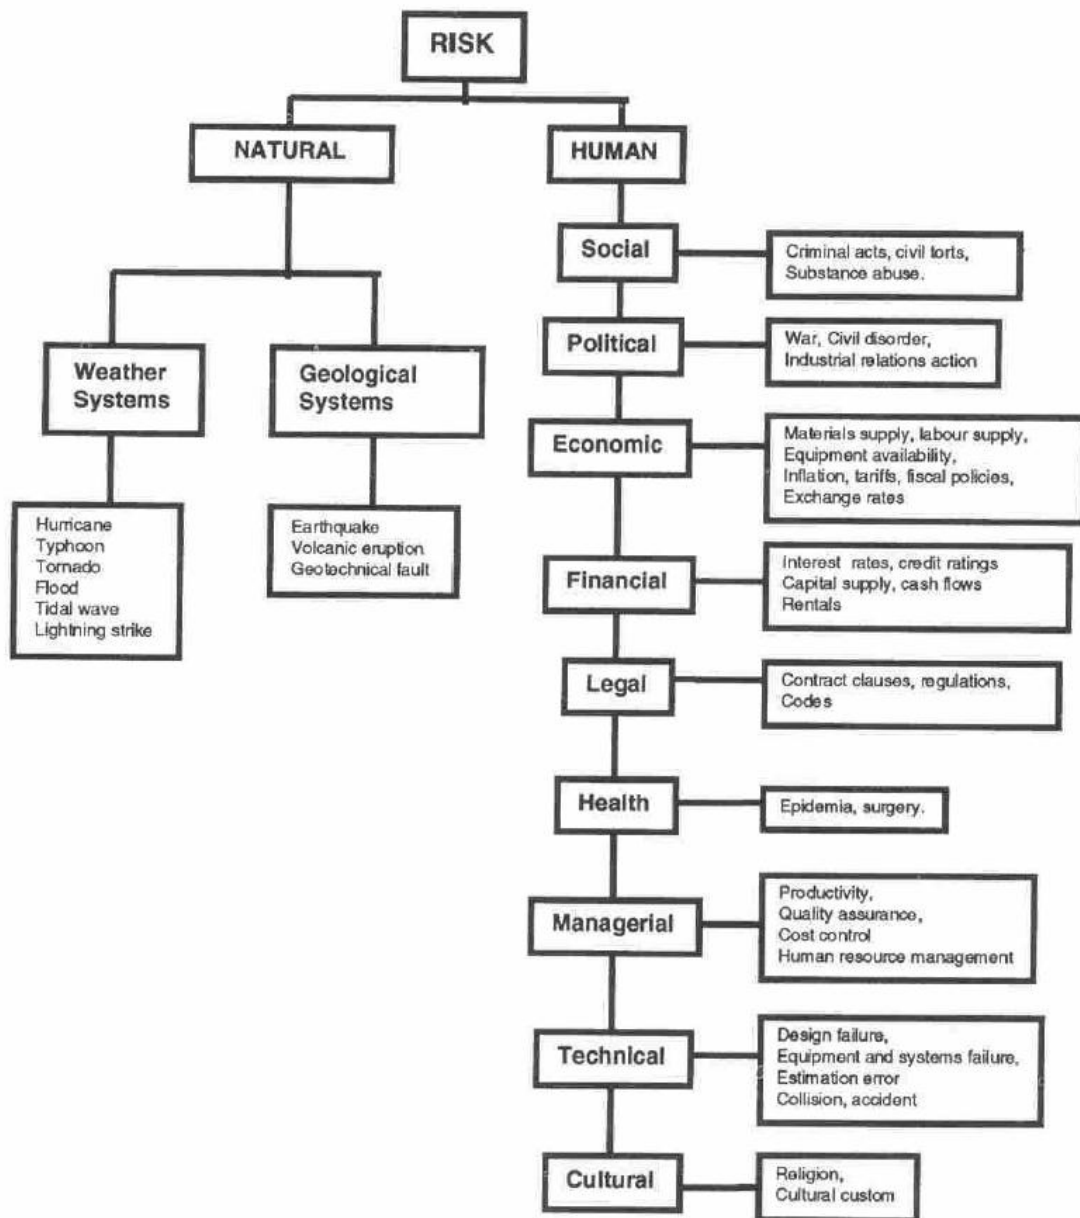 RISK
NATURAL
HUMAN
Social
Criminal acts, civil torts,
Substance abuse.
Political
War, Civil disorder,
Industrial relations action
Weather
Systems
Geological
Systems
Economic
Materials supply, labour supply,
Equipment availability,
Inflation, tariffs, fiscal policies,
Exchange rates
Hurricane
Typhoon
Tornado
Flood
Tidal wave
Lightning strike
Earthquake
Volcanic eruption
Geotechnical fault
Financial
Interest rates, credit ratings
Capital supply, cash flows
Rentals
Legal
Contract clauses, regulations,
Codes
Health
Epidemia, surgery.
Managerial
Productivity,
Quality assurance,
Cost control
Human resource management
Technical
Design failure,
Equipment and systems failure,
Estimation error
Collision, accident
Cultural
Religion,
Cultural custom